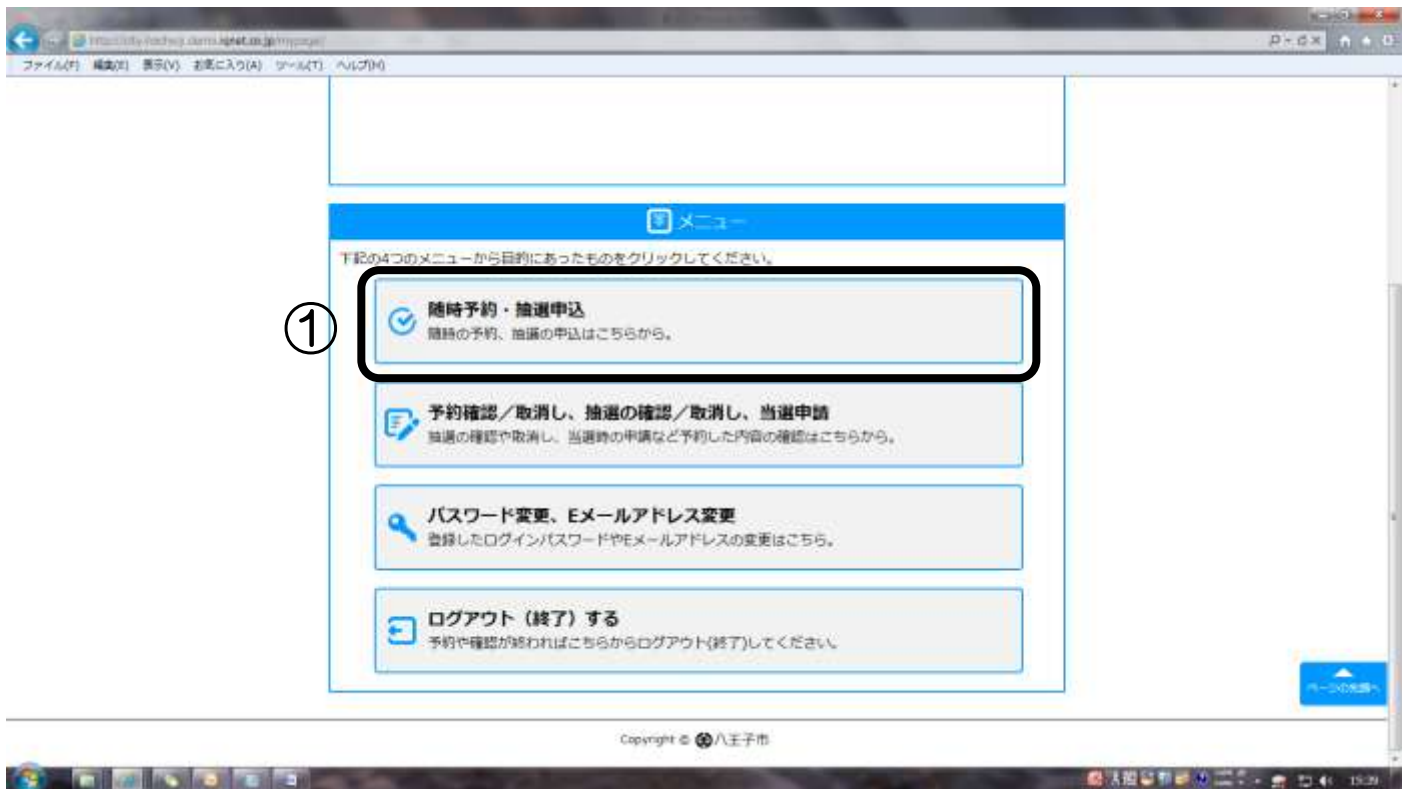 ファイル(F) 編集(E) 表示(V) お気に入り(A) ツール(T) ヘルプ(H)
メニュー
下記の4つのメニューから目的にあったものをクリックしてください。
①
随時予約・抽選申込
随時の予約、抽選の申込はこちらから。
予約確認／取消し、抽選の確認／取消し、当選申請
抽選の確認や取消し、当選時の申請など予約した内容の確認はこちらから。
パスワード変更、Eメールアドレス変更
登録したログインパスワードやEメールアドレスの変更はこちら。
ログアウト（終了）する
予約や確認が終わればこちらからログアウト(終了)してください。
ページの先頭へ
Copyright © 八王子市
15:39